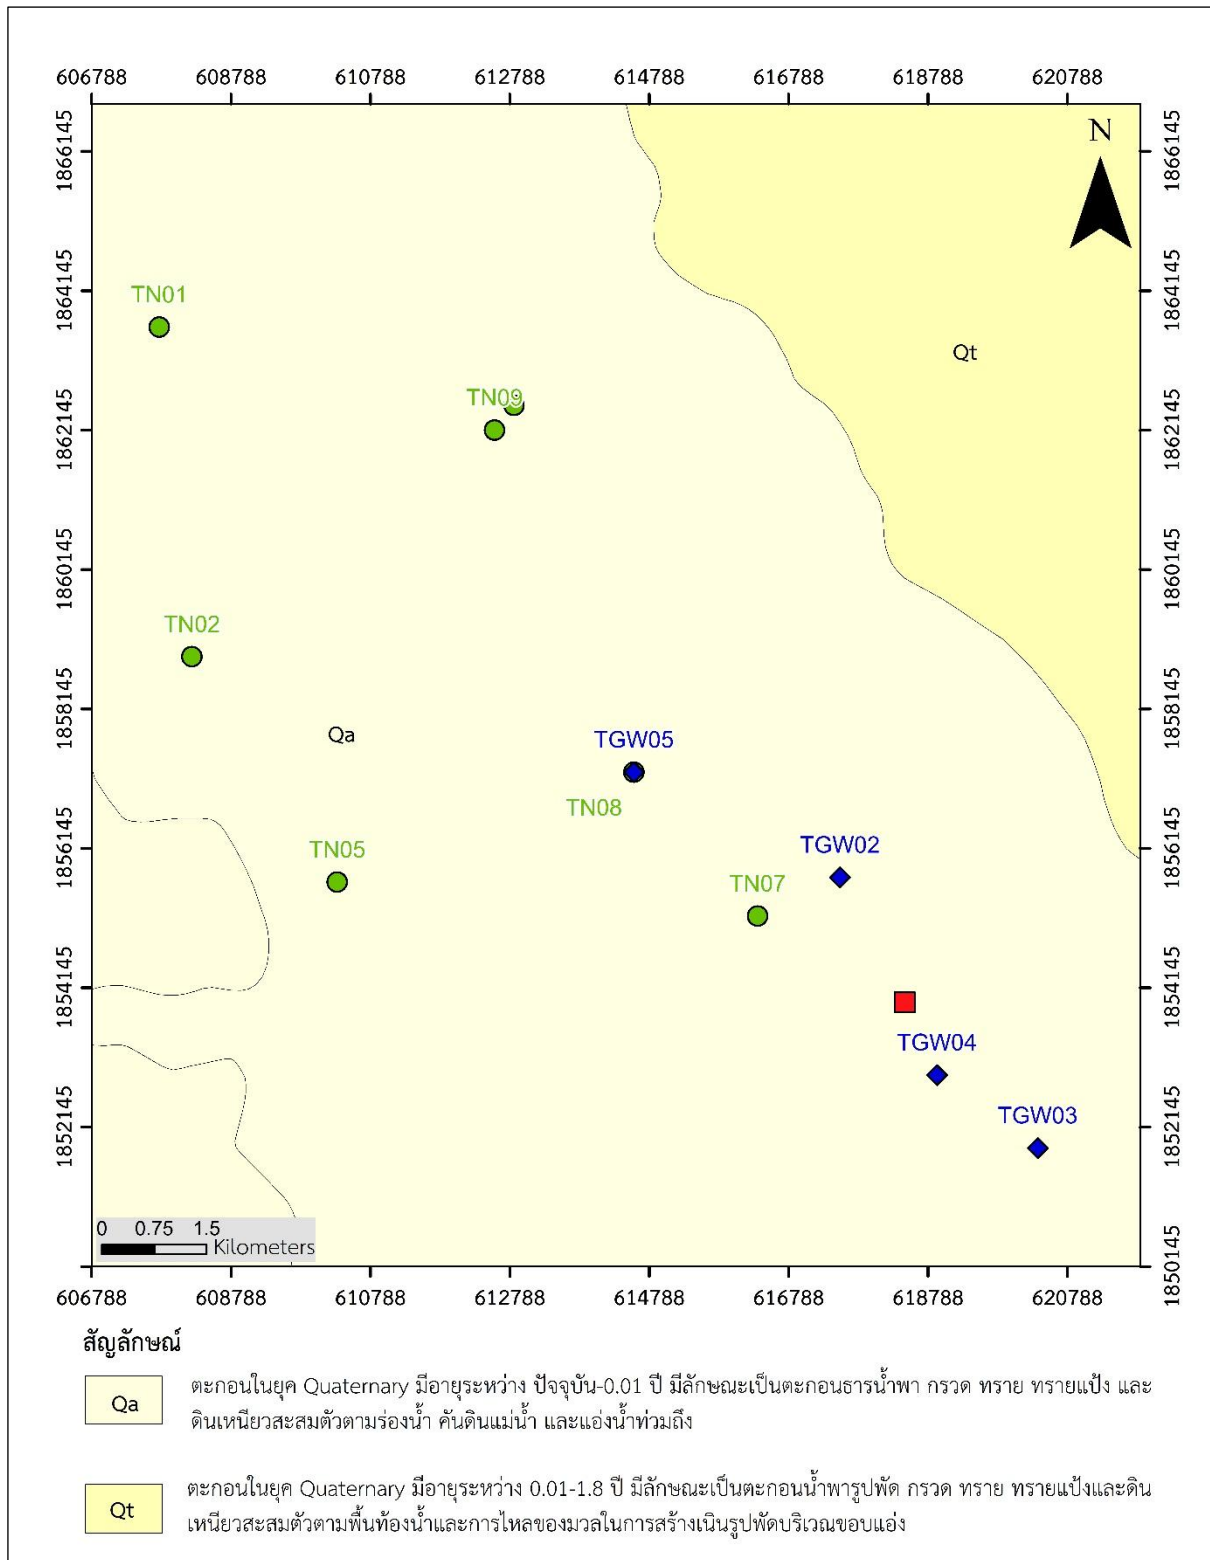 606788 608788 610788 612788 614788 616788 618788 620788
1866145 1866145
N
1864145 1864145
TN01
Qt
TN09
1862145 1862145
1860145 1860145
TN02
1858145 1858145
Qa
TGW05
TN08
1856145 1856145
TN05
TGW02
TN07
1854145 1854145
TGW04
TGW03
1852145 1852145
0 0.75 1.5
Kilometers
1850145 1850145
606788 608788 610788 612788 614788 616788 618788 620788
สัญลักษณ์
Qa
ตะกอนในยุค Quaternary มีอายุระหว่าง ปัจจุบัน-0.01 ปี มีลักษณะเป็นตะกอนธารน้ำพา กรวด ทราย ทรายแป้ง และ
ดินเหนียวสะสมตัวตามร่องน้ำ คันดินแม่น้ำ และแอ่งน้ำท่วมถึง
Qt
ตะกอนในยุค Quaternary มีอายุระหว่าง 0.01-1.8 ปี มีลักษณะเป็นตะกอนน้ำพารูปพัด กรวด ทราย ทรายแป้งและดิน
เหนียวสะสมตัวตามพื้นท้องน้ำและการไหลของมวลในการสร้างเนินรูปพัดบริเวณขอบแอ่ง